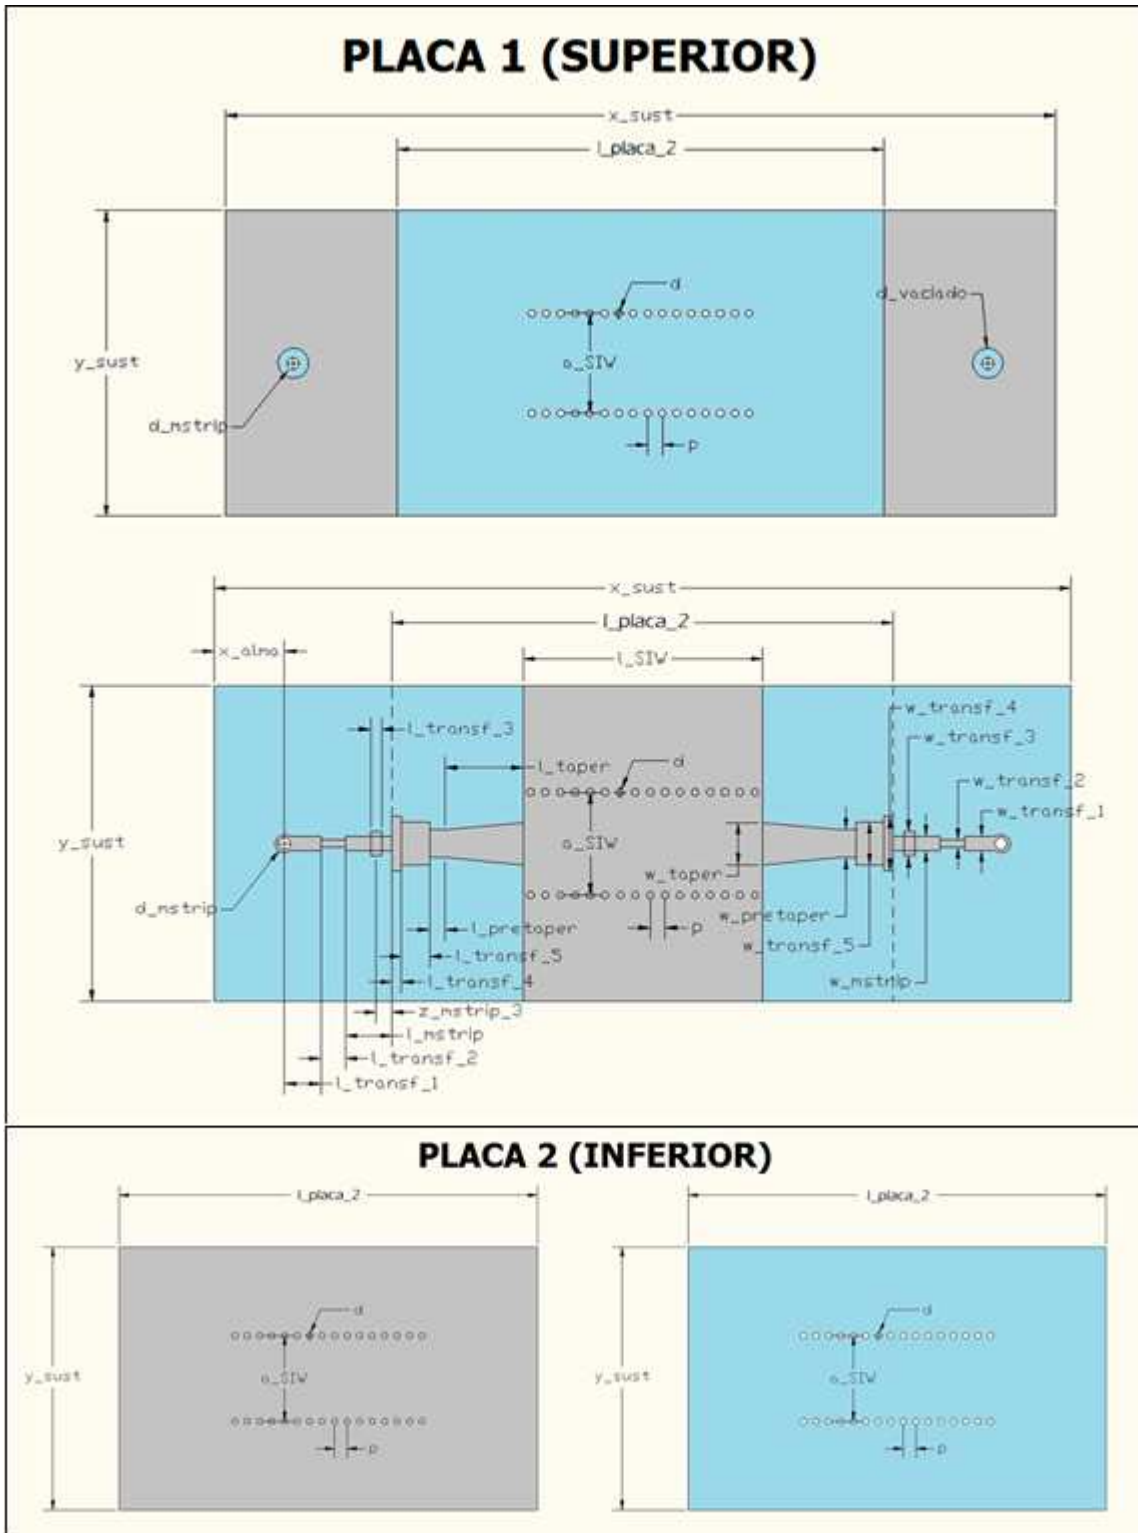 PLACA 1 (SUPERIOR)
x_sust
l_placa_2
d
d_vaciado
y_sust
a_SIW
d_mstrip
p
x_sust
l_placa_2
x_alma
l_SIW
w_transf_4
l_transf_3
w_transf_3
l_taper
d
w_transf_2
w_transf_1
y_sust
a_SIW
w_taper
d_mstrip
w_pretaper
l_pretaper
p
w_transf_5
l_transf_5
l_transf_4
w_mstrip
z_mstrip_3
l_mstrip
l_transf_2
l_transf_1
PLACA 2 (INFERIOR)
l_placa_2
l_placa_2
d
d
y_sust
a_SIW
y_sust
a_SIW
p
p